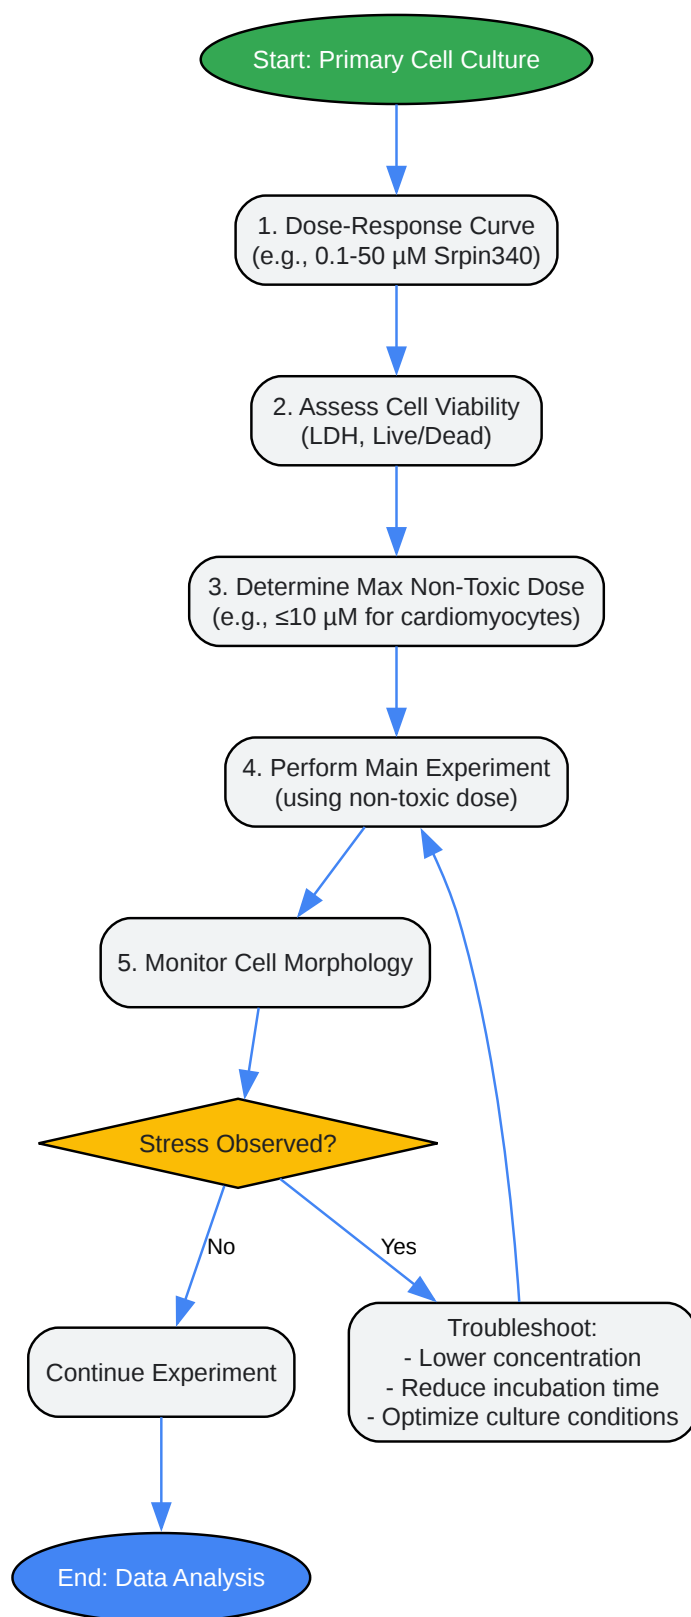 Start: Primary Cell Culture
1. Dose-Response Curve
(e.g., 0.1-50 µM Srpin340)
2. Assess Cell Viability
(LDH, Live/Dead)
3. Determine Max Non-Toxic Dose
(e.g., ≤10 µM for cardiomyocytes)
4. Perform Main Experiment
(using non-toxic dose)
5. Monitor Cell Morphology
Stress Observed?
No
Yes
Continue Experiment
Troubleshoot:
- Lower concentration
- Reduce incubation time
- Optimize culture conditions
End: Data Analysis